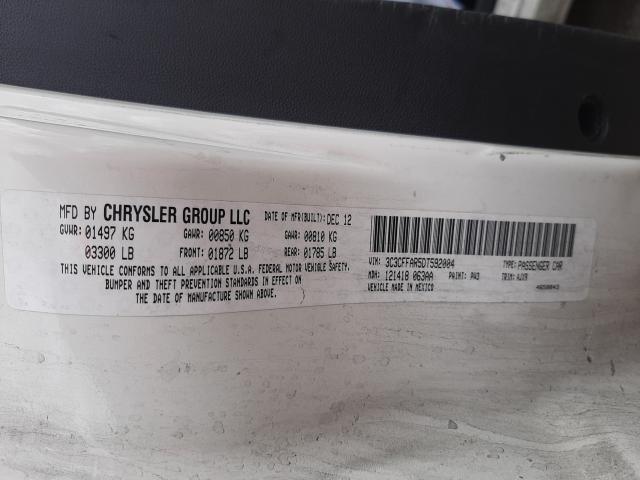 MFD BY CHRYSLER GROUP LLC DATE OF MFR(BUILT): DEC 12
GVWR: 01497 KG GAWR: 00850 KG GAWR: 00810 KG
03300 LB FRONT: 01872 LB REAR: 01785 LB
THIS VEHICLE CONFORMS TO ALL APPLICABLE U.S.A. FEDERAL MOTOR VEHICLE SAFETY,
BUMPER AND THEFT PREVENTION STANDARDS IN EFFECT ON
THE DATE OF MANUFACTURE SHOWN ABOVE.
VIN: 3C3CFFAR5DT592004 TYPE: PASSENGER CAR
MDH: 121418 063AA PAINT: PW3 TRIM: AJX9
VEHICLE MADE IN MEXICO